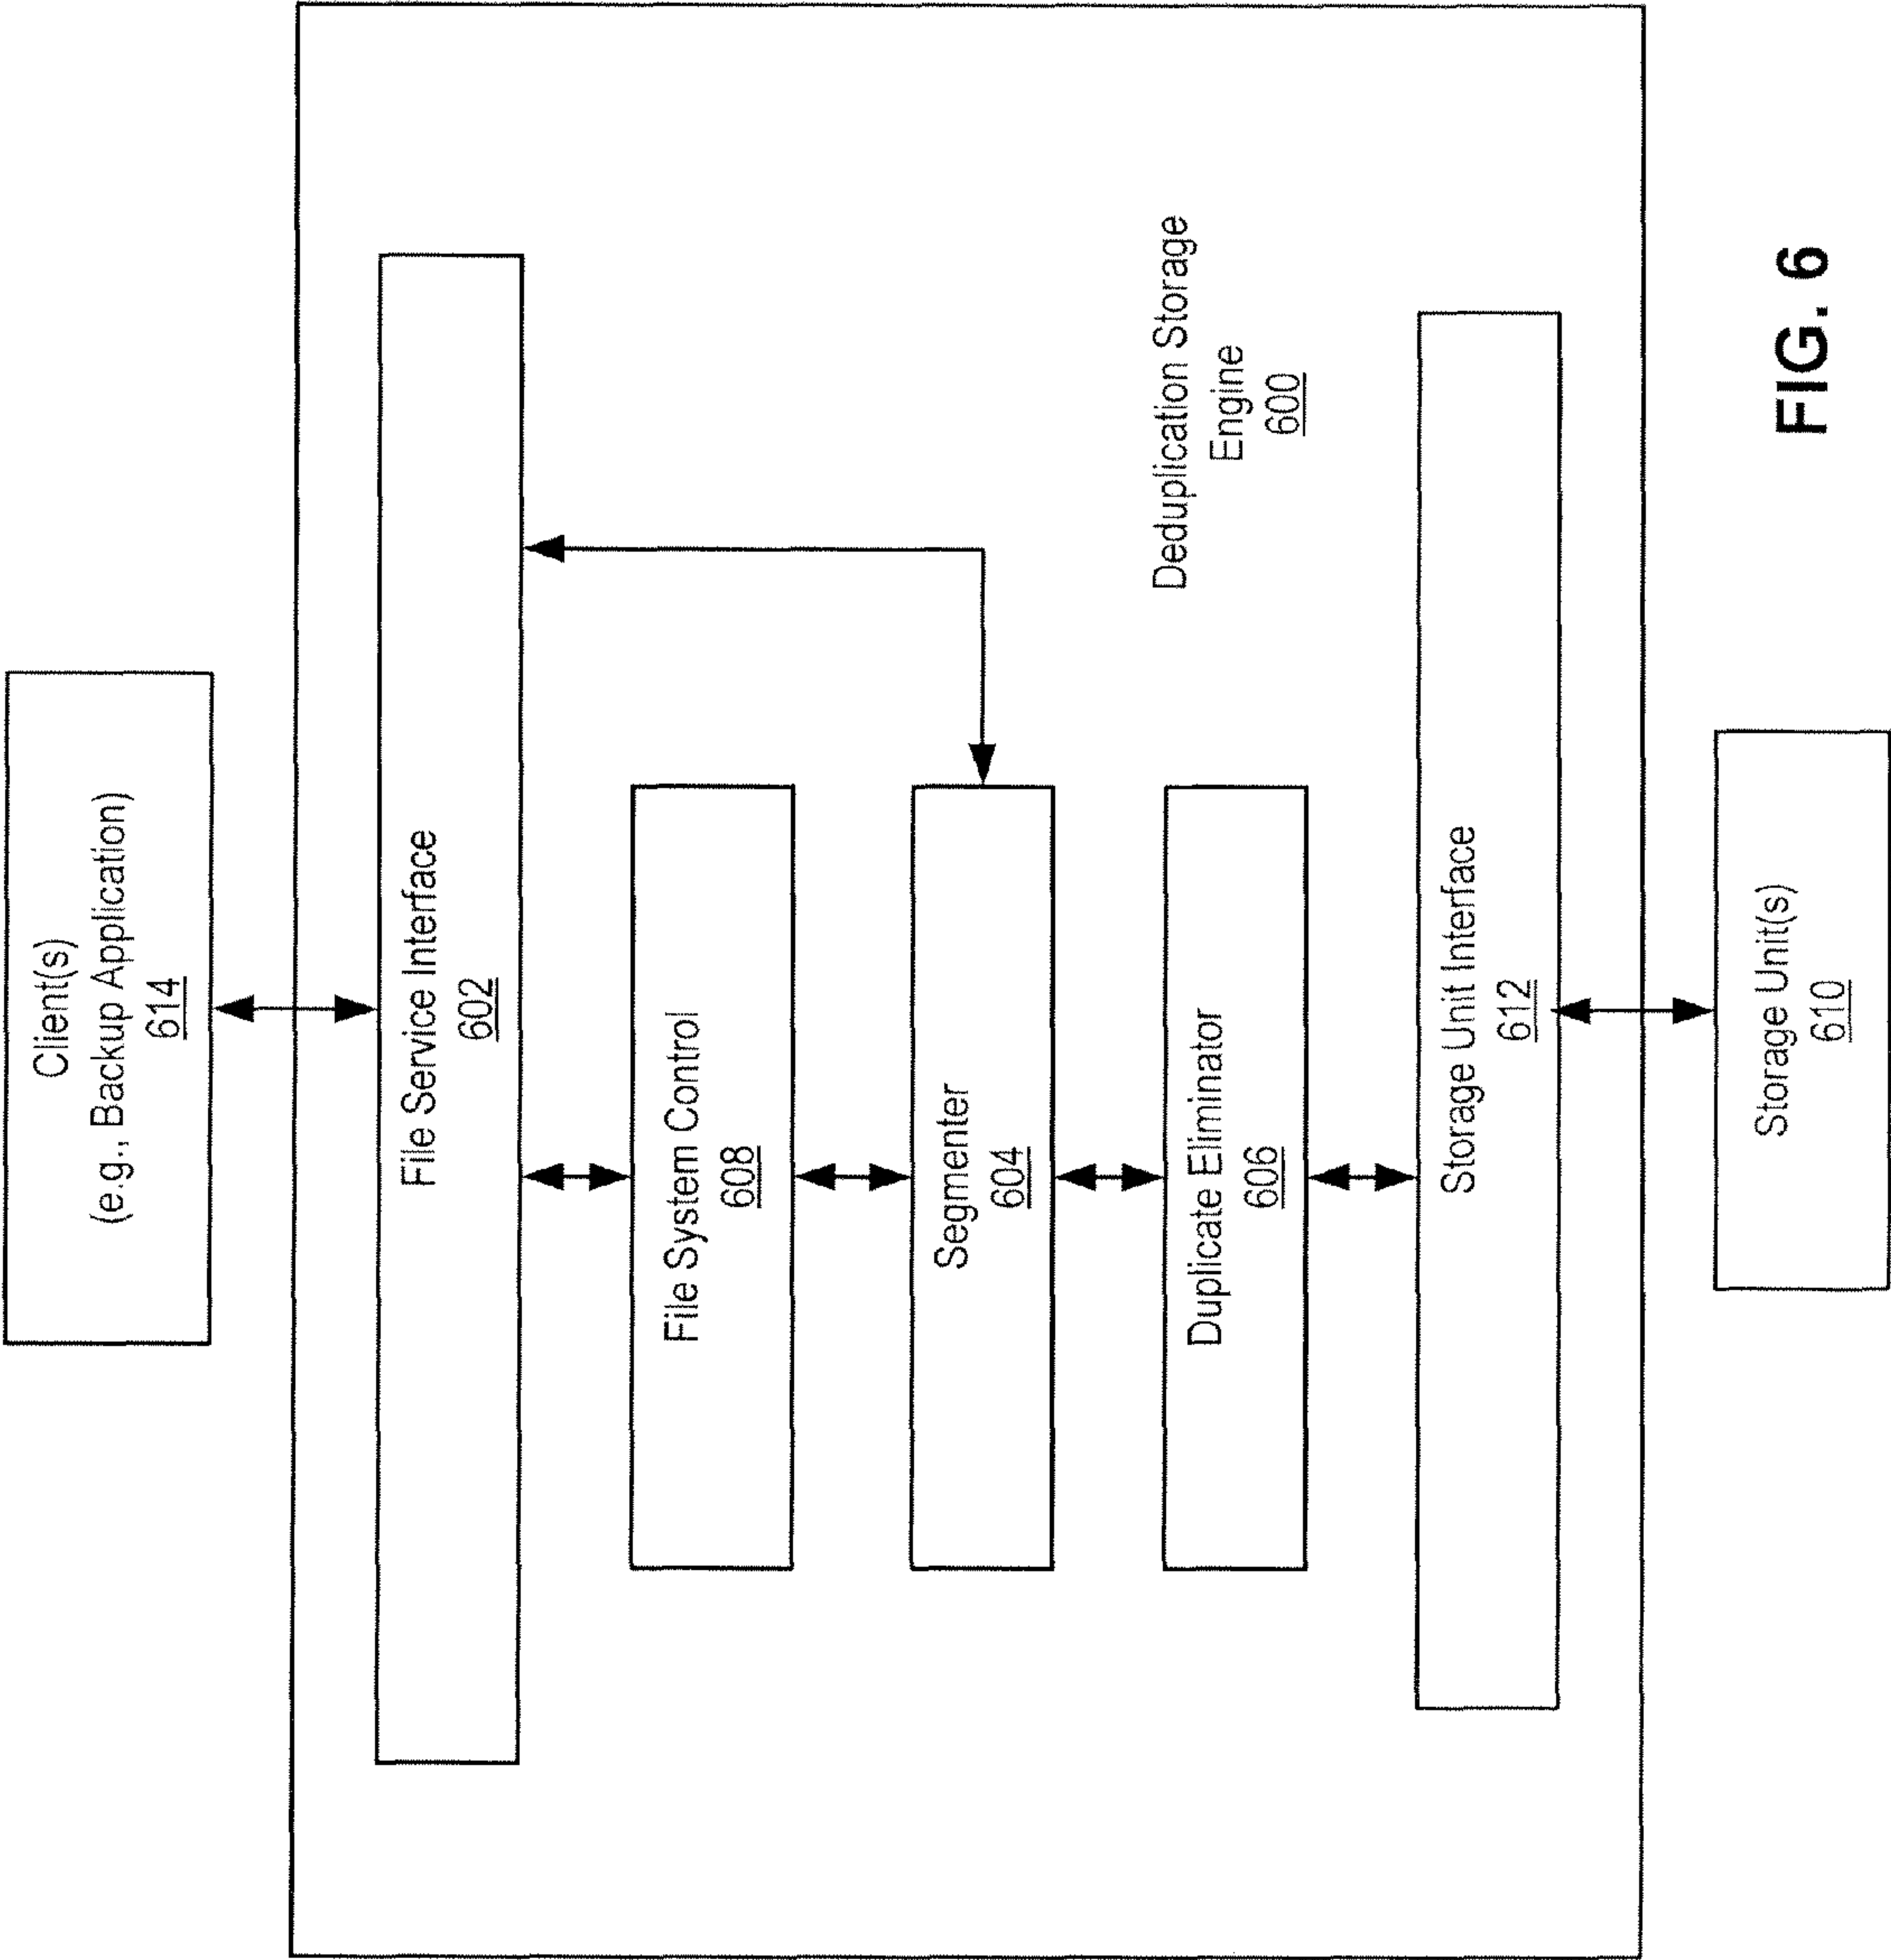 Client(s)
(e.g., Backup Application)
614
File Service Interface
602
File System Control
608
Segmenter
604
Duplicate Eliminator
606
Deduplication Storage
Engine
600
Storage Unit Interface
612
Storage Unit(s)
610
FIG. 6